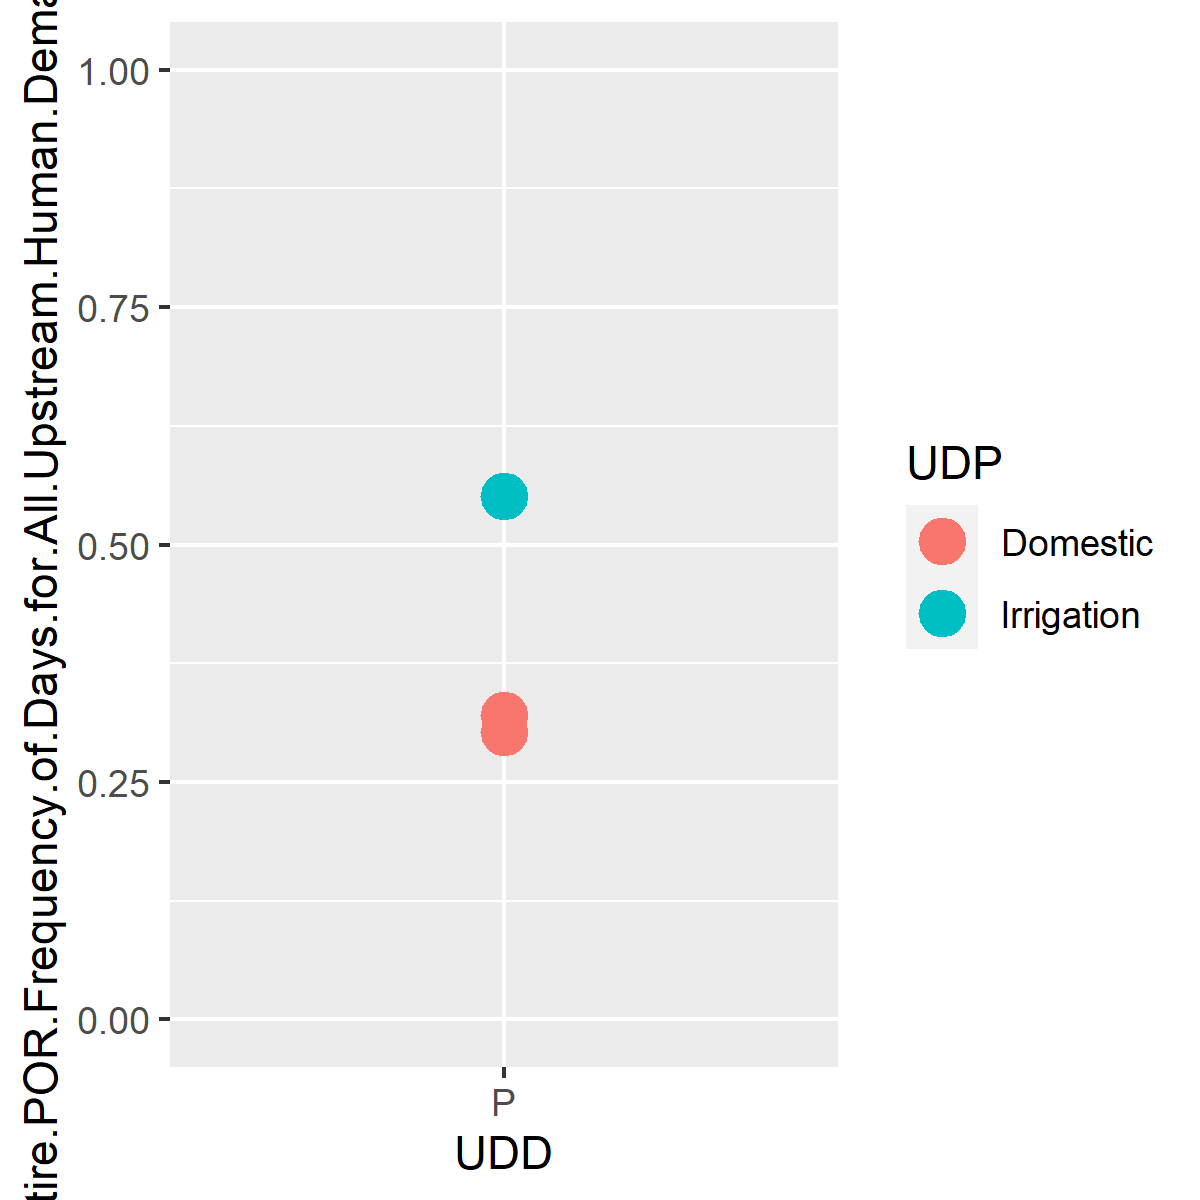 tire.POR.Frequency.of.Days.for.All.Upstream.Human.Dema
1.00
0.75
0.50
0.25
0.00
P
UDD
UDP
Domestic
Irrigation